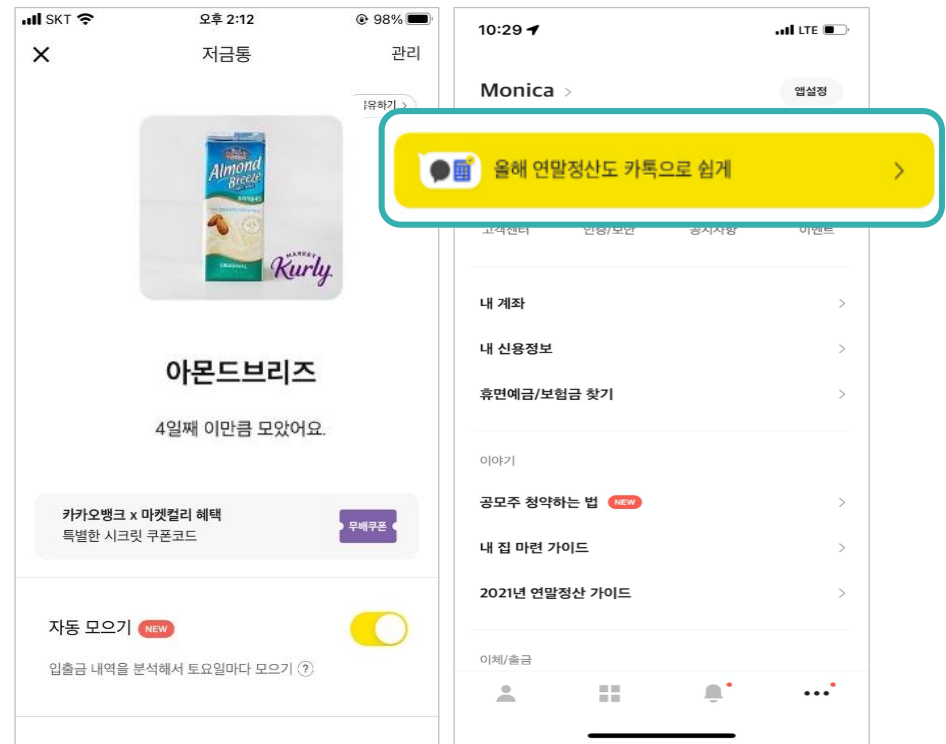 SKT 오후 2:12 98%
저금통 관리
유하기 >
Almond
Breeze
ORIGINAL
MARKET
Kurly
아몬드브리즈
4일째 이만큼 모았어요.
카카오뱅크 x 마켓컬리 혜택
특별한 시크릿 쿠폰코드
무배쿠폰
자동 모으기 NEW
입출금 내역을 분석해서 토요일마다 모으기 ?
10:29 LTE
Monica >
앱설정
올해 연말정산도 카톡으로 쉽게 >
고객센터 인증/보안 공지사항 이벤트
내 계좌 >
내 신용정보 >
휴면예금/보험금 찾기 >
이야기
공모주 청약하는 법 NEW >
내 집 마련 가이드 >
2021년 연말정산 가이드 >
이체/출금